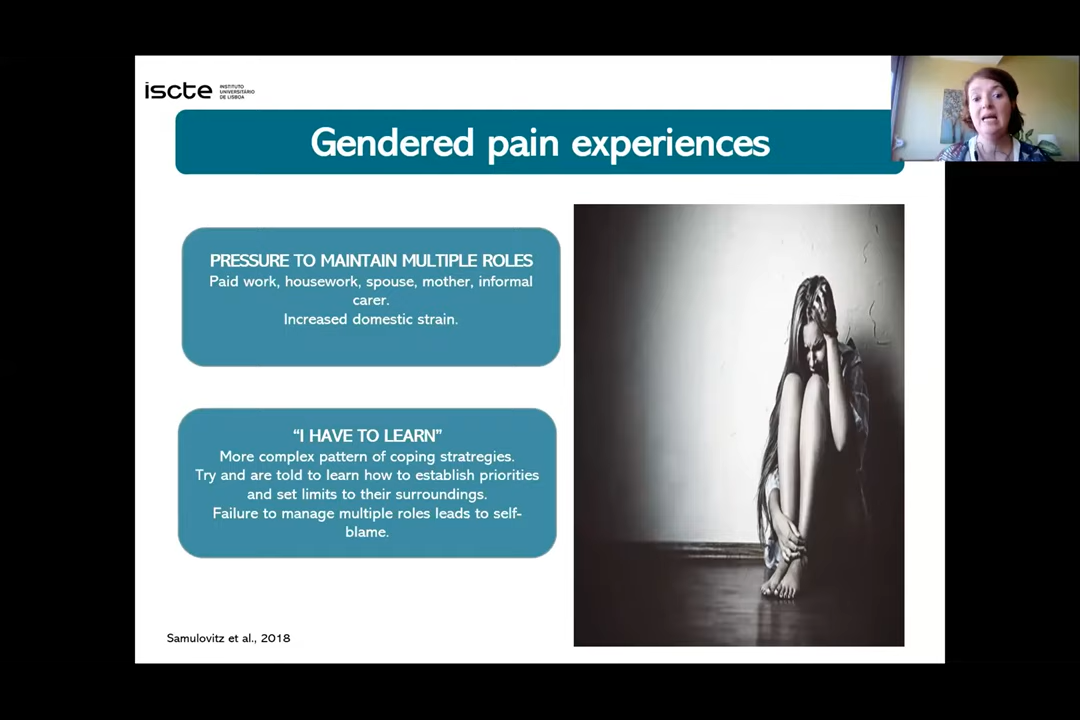 iscte
INSTITUTO
UNIVERSITÁRIO
DE LISBOA
Gendered pain experiences
PRESSURE TO MAINTAIN MULTIPLE ROLES
Paid work, housework, spouse, mother, informal
carer.
Increased domestic strain.
“I HAVE TO LEARN”
More complex pattern of coping stratregies.
Try and are told to learn how to establish priorities
and set limits to their surroundings.
Failure to manage multiple roles leads to self-
blame.
Samulovitz et al., 2018